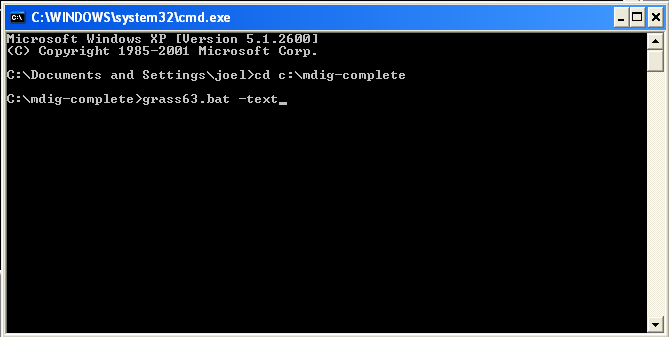 C:\WINDOWS\system32\cmd.exe
Microsoft Windows XP [Version 5.1.2600]
(C) Copyright 1985-2001 Microsoft Corp.
C:\Documents and Settings\joel>cd c:\mdig-complete
C:\mdig-complete>grass63.bat -text_